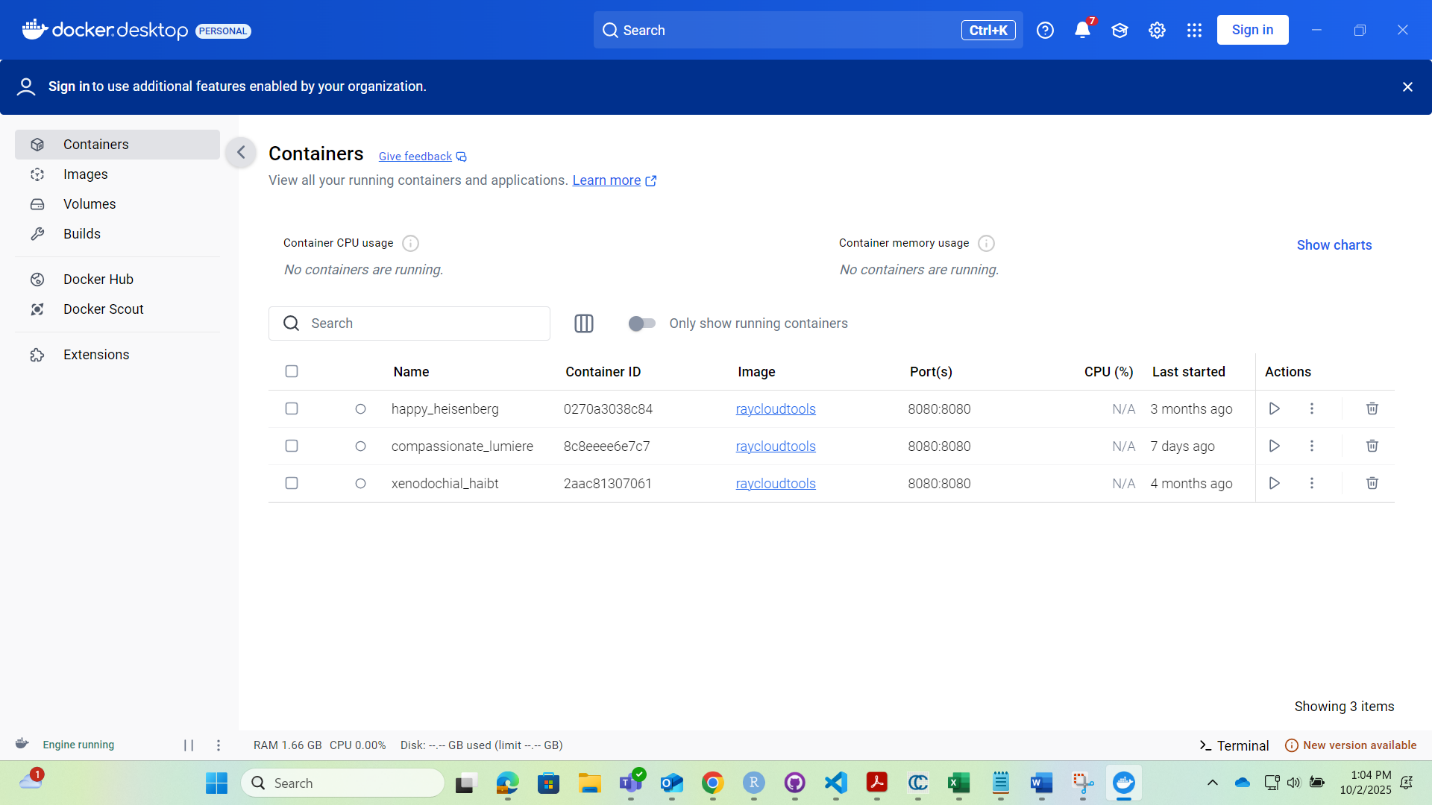 docker.desktop PERSONAL
Search Ctrl+K
7
Sign in
Sign in to use additional features enabled by your organization.
Containers
Images
Volumes
Builds
Docker Hub
Docker Scout
Extensions
Containers Give feedback
View all your running containers and applications. Learn more
Container CPU usage
No containers are running.
Container memory usage
No containers are running.
Show charts
Search
Only show running containers
Name Container ID Image Port(s) CPU (%) Last started Actions
happy_heisenberg 0270a3038c84 raycloudtools 8080:8080 N/A 3 months ago
compassionate_lumiere 8c8eeee6e7c7 raycloudtools 8080:8080 N/A 7 days ago
xenodochial_haibt 2aac81307061 raycloudtools 8080:8080 N/A 4 months ago
Showing 3 items
Engine running
RAM 1.66 GB CPU 0.00% Disk: --.-- GB used (limit --.-- GB)
Terminal
New version available
1
Search
1:04 PM
10/2/2025